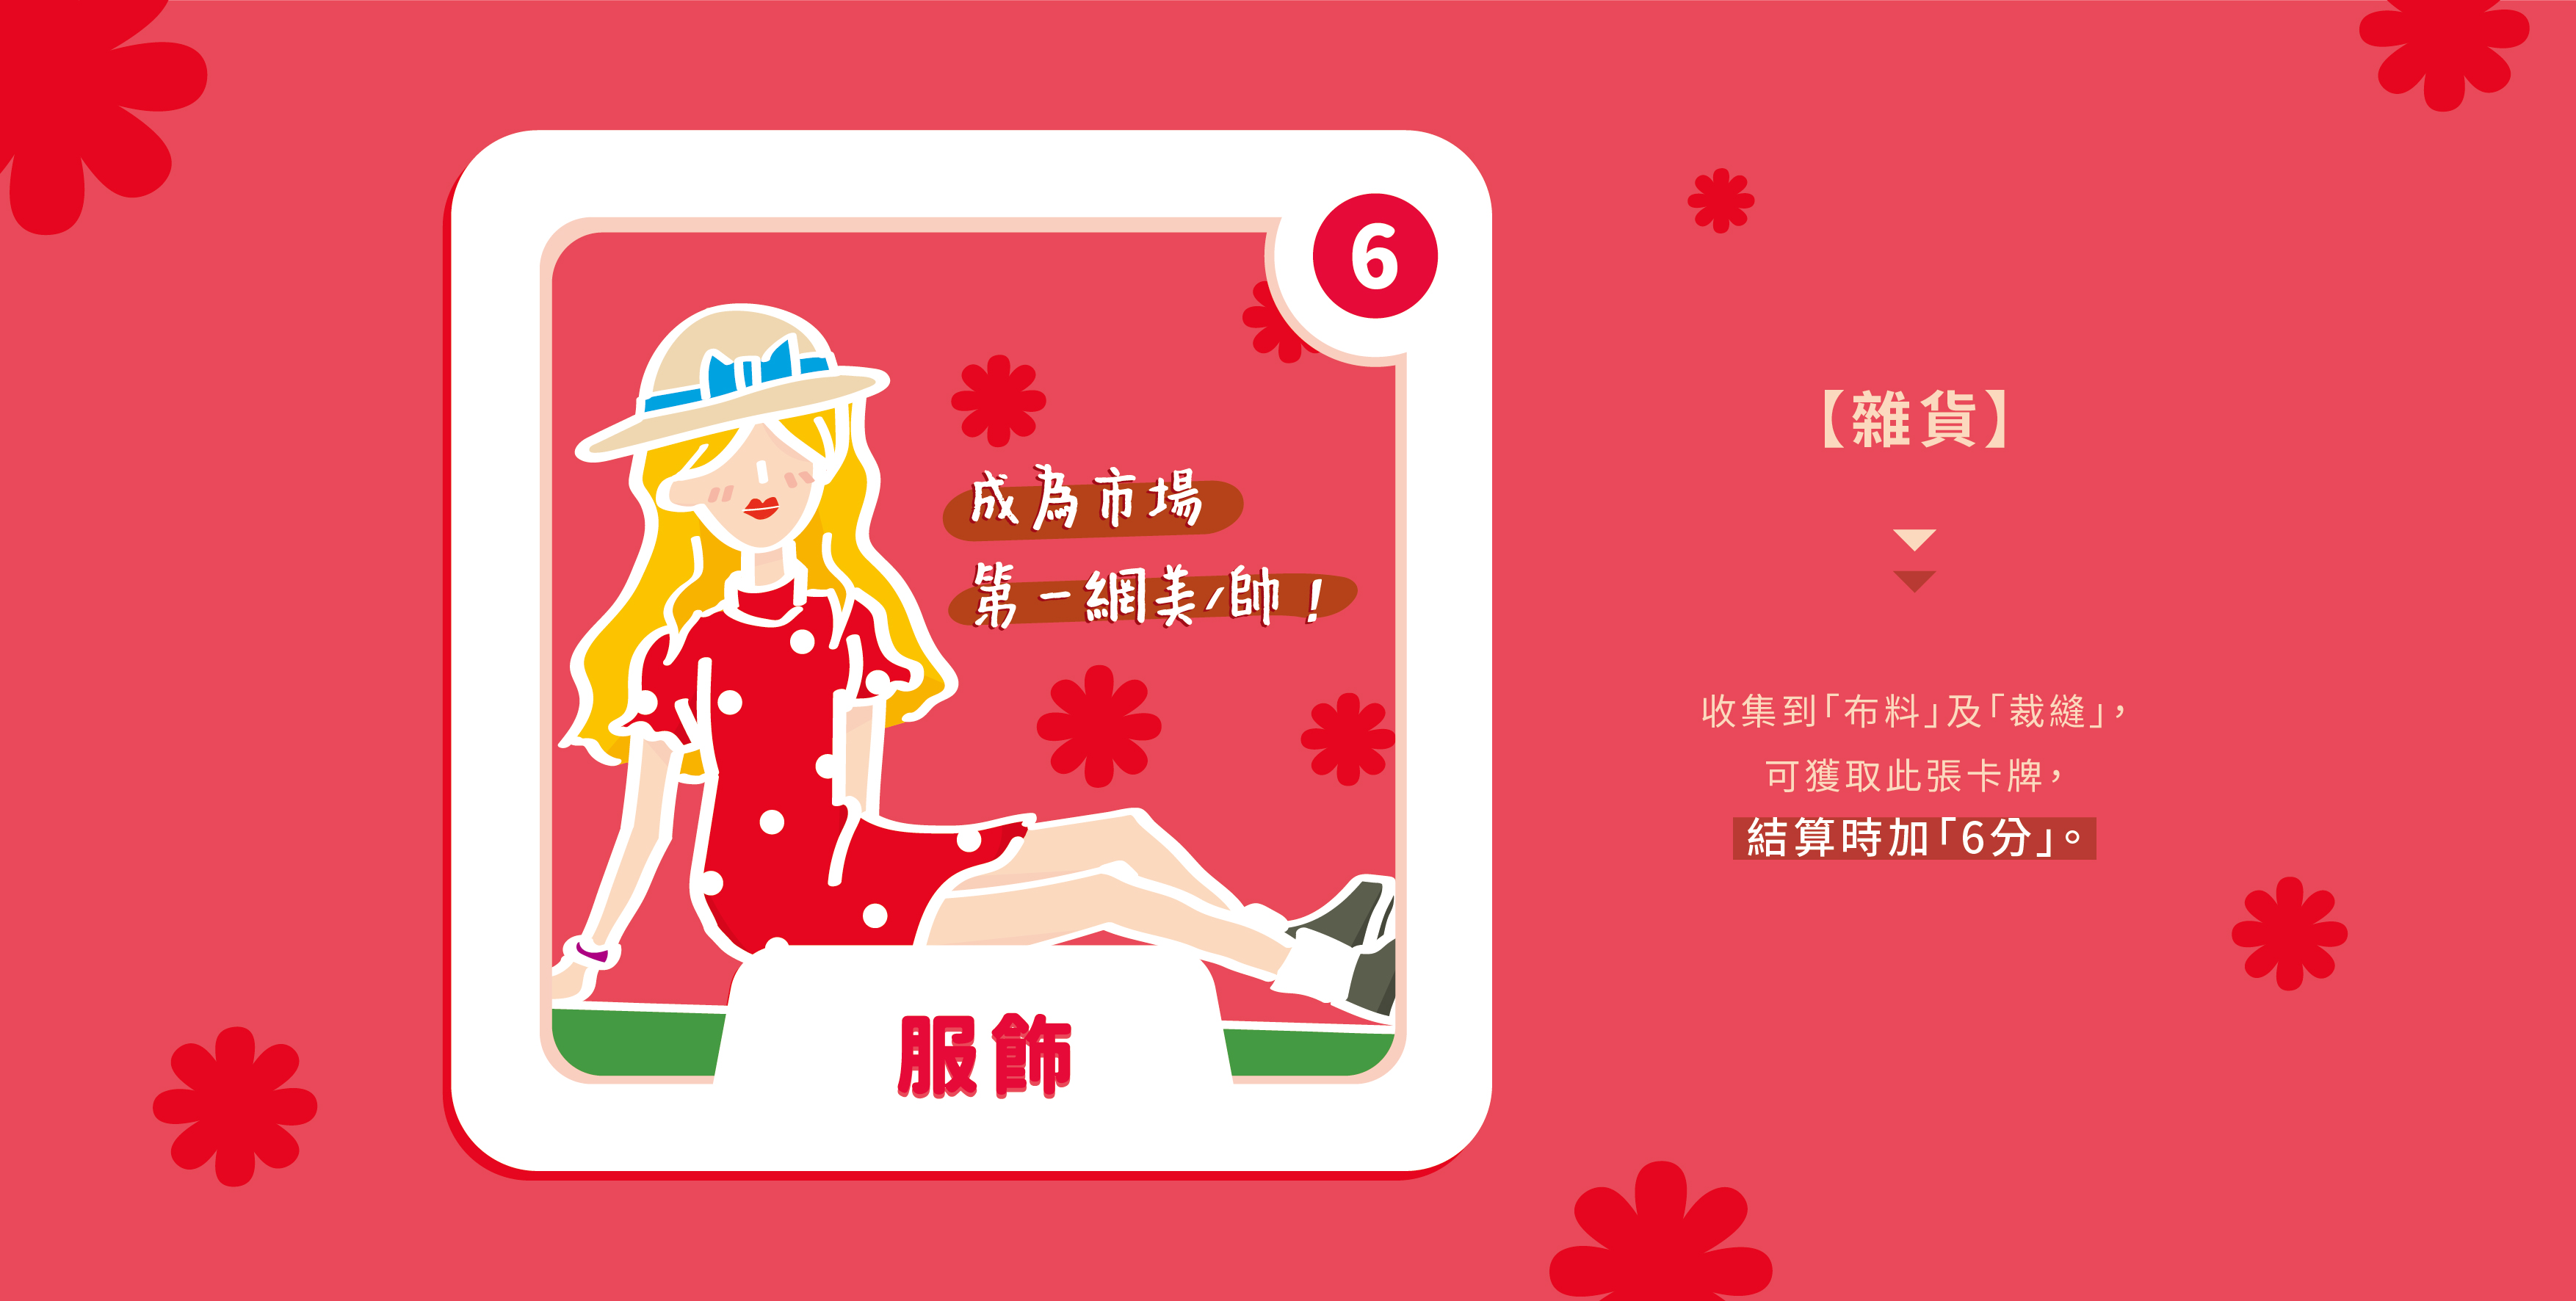 6
成為市場
第一網美/帥!
服飾
【雜貨】
收集到「布料」及「裁縫」,
可獲取此張卡牌,
結算時加「6分」。